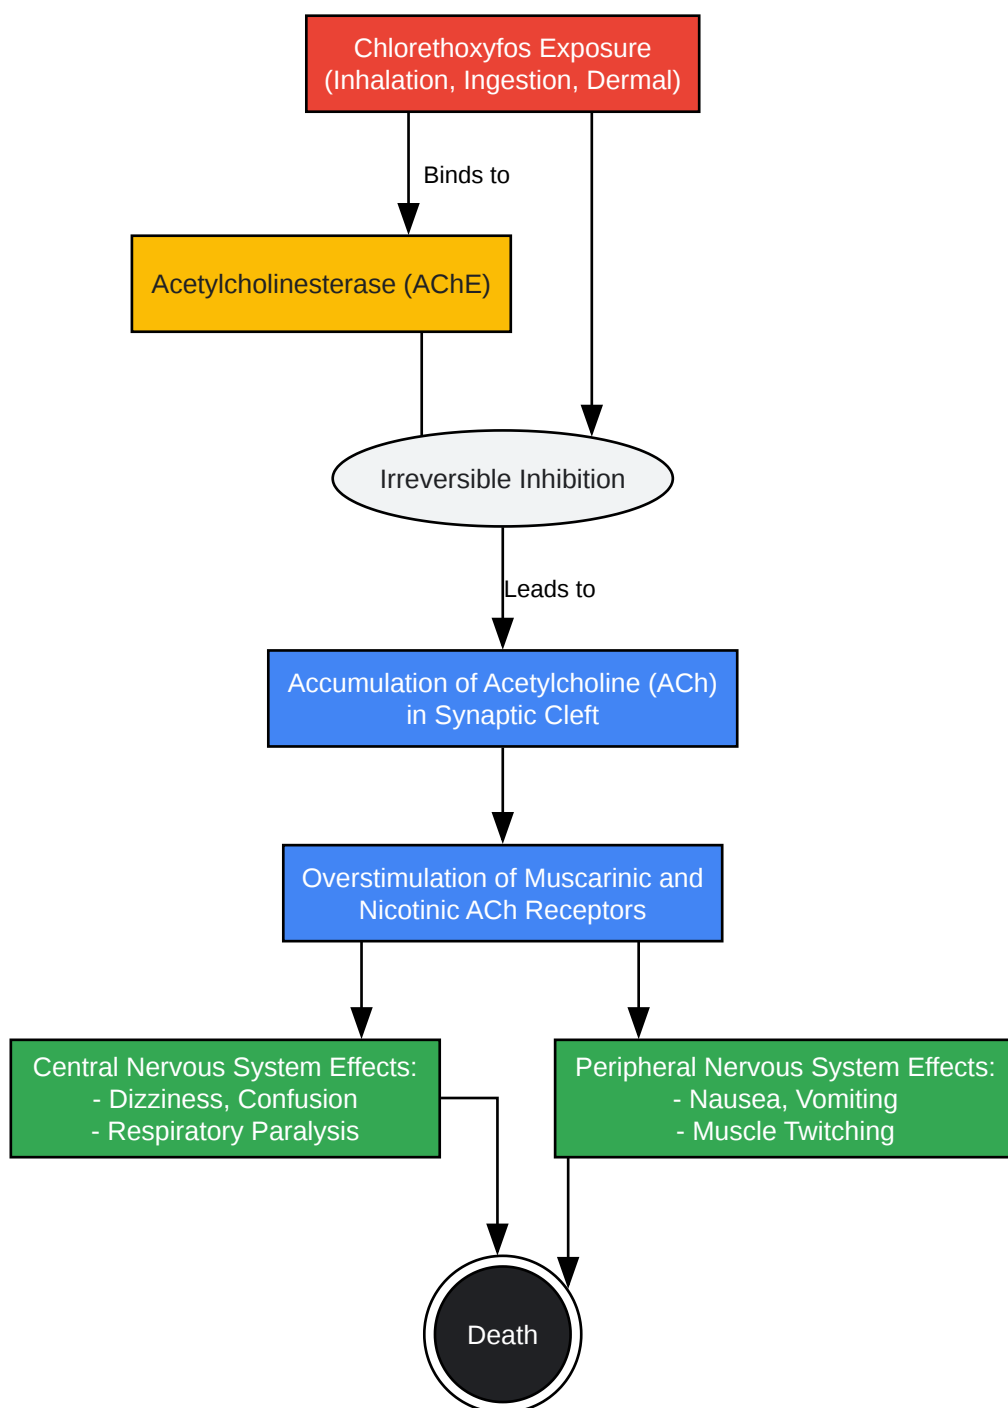 Chlorethoxyfos Exposure
(Inhalation, Ingestion, Dermal)
Binds to
Acetylcholinesterase (AChE)
Irreversible Inhibition
Leads to
Accumulation of Acetylcholine (ACh)
in Synaptic Cleft
Overstimulation of Muscarinic and
Nicotinic ACh Receptors
Central Nervous System Effects:
- Dizziness, Confusion
- Respiratory Paralysis
Peripheral Nervous System Effects:
- Nausea, Vomiting
- Muscle Twitching
Death